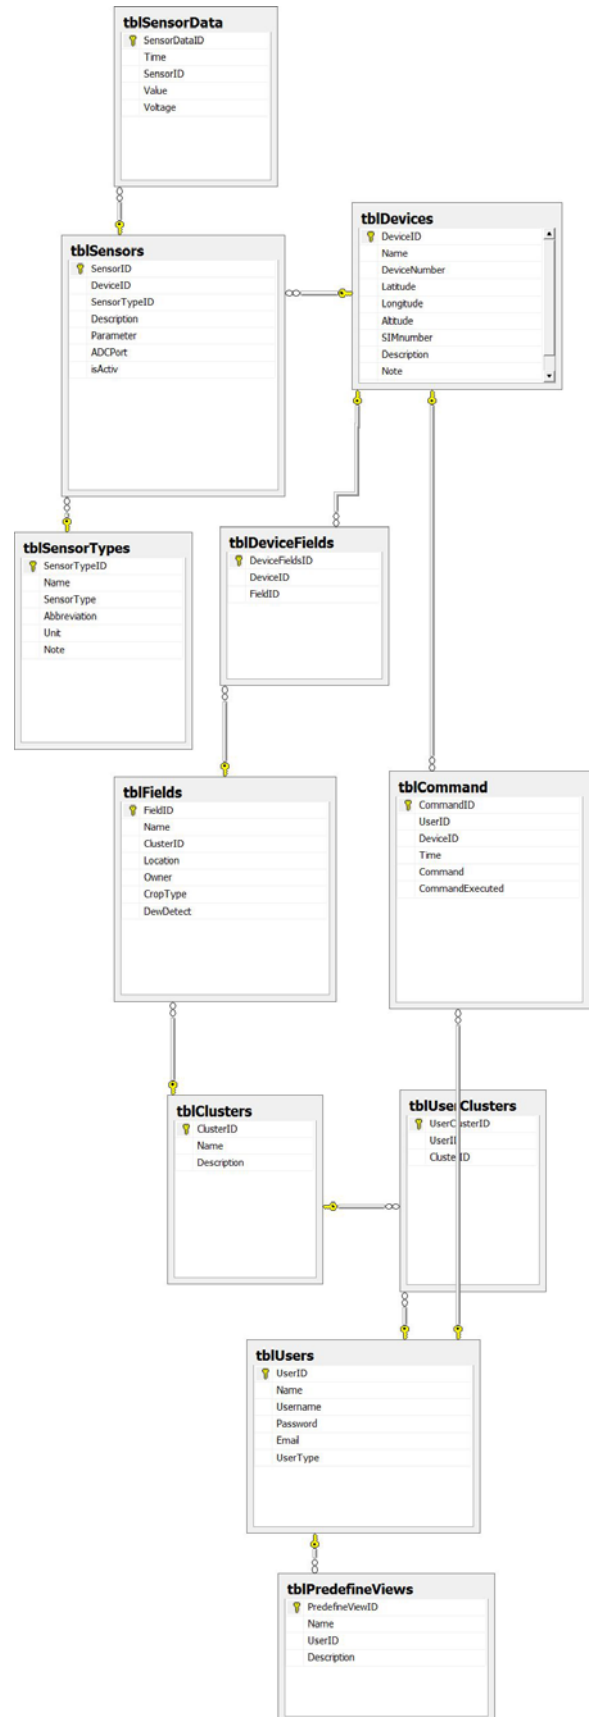 tblSensorData
SensorDataID
Time
SensorID
Value
Voltage
tblDevices
DeviceID
Name
DeviceNumber
Latitude
Longitude
Altitude
SIMnumber
Description
Note
tblSensors
SensorID
DeviceID
SensorTypeID
Description
Parameter
ADCPort
isActiv
tblSensorTypes
SensorTypeID
Name
SensorType
Abbreviation
Unit
Note
tblDeviceFields
DeviceFieldsID
DeviceID
FieldID
tblFields
FieldID
Name
ClusterID
Location
Owner
CropType
DewDetect
tblCommand
CommandID
UserID
DeviceID
Time
Command
CommandExecuted
tblClusters
ClusterID
Name
Description
tblUserClusters
UserClusterID
UserID
ClusterID
tblUsers
UserID
Name
Username
Password
Email
UserType
tblPredefineViews
PredefineViewID
Name
UserID
Description